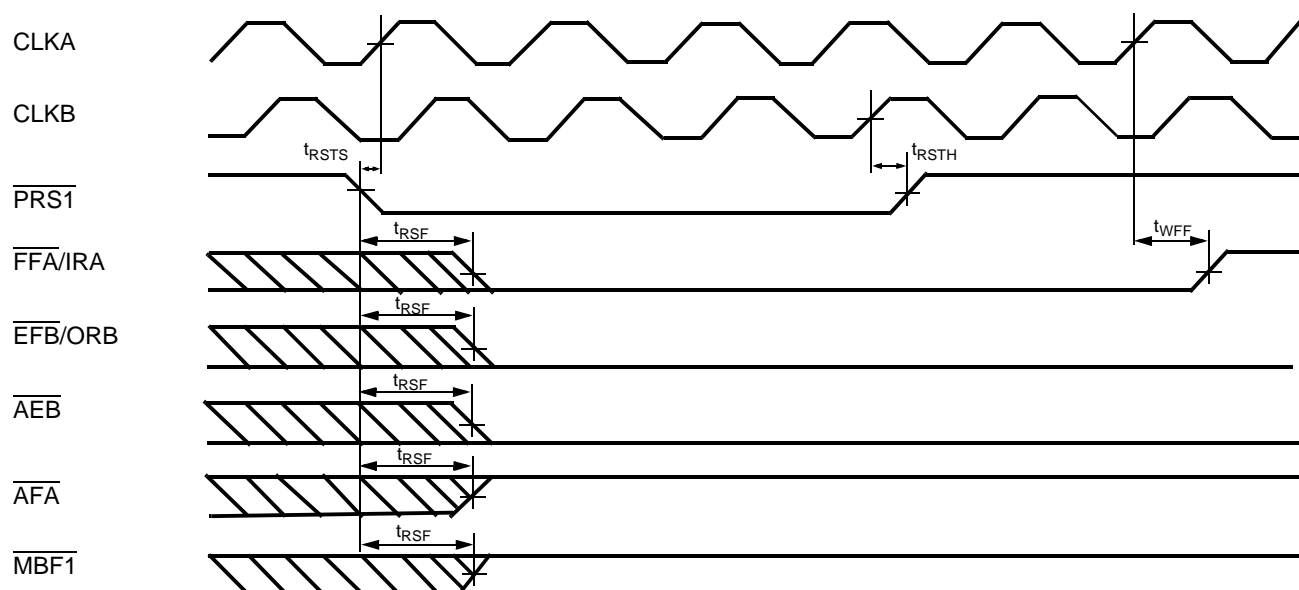 CLKA
CLKB
tRSTS
tRSTH
PRS1
tRSF
tWFF
FFA/IRA
tRSF
EFB/ORB
tRSF
AEB
tRSF
AFA
tRSF
MBF1